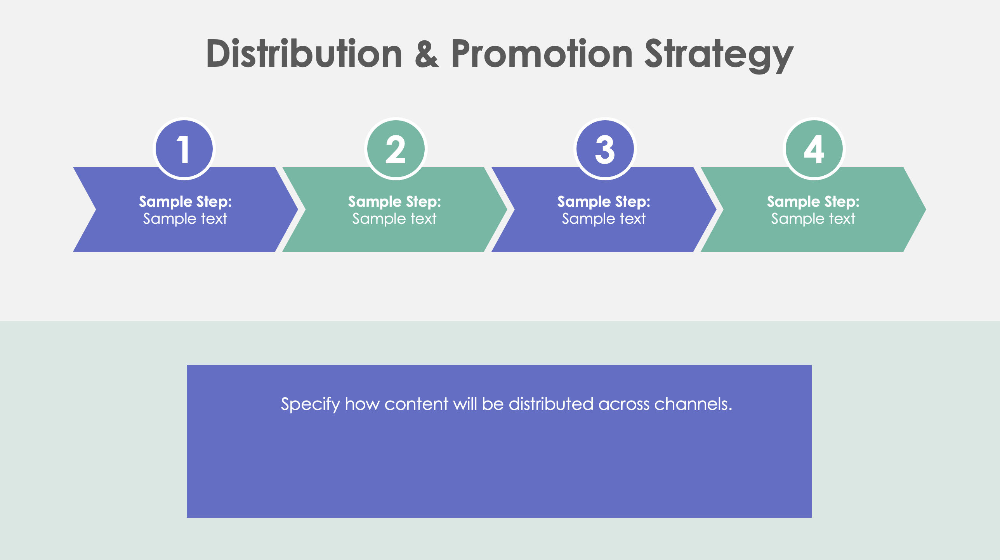 Distribution & Promotion Strategy
1
2
3
4
Sample Step:
Sample text
Sample Step:
Sample text
Sample Step:
Sample text
Sample Step:
Sample text
Specify how content will be distributed across channels.